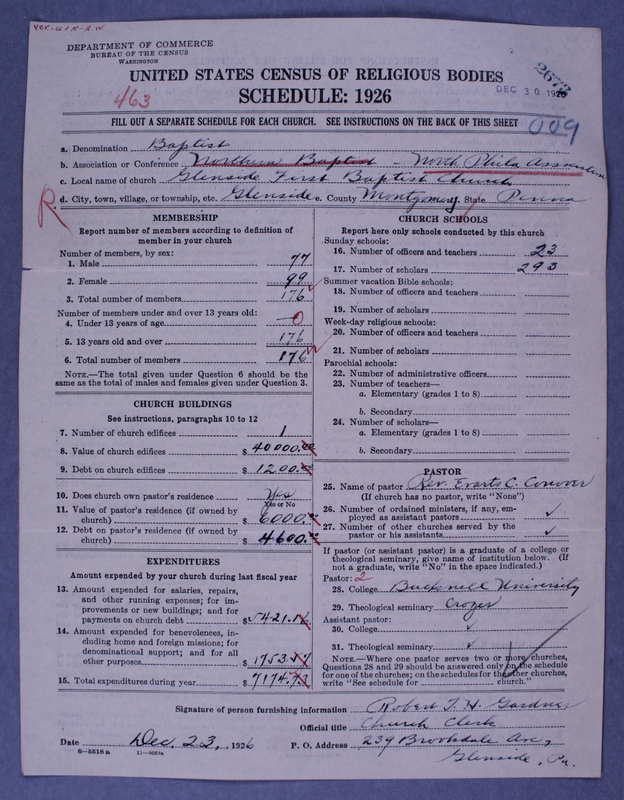 Ver.-U+R-A.W
DEPARTMENT OF COMMERCE
BUREAU OF THE CENSUS
WASHINGTON
UNITED STATES CENSUS OF RELIGIOUS BODIES
SCHEDULE: 1926
463
2673
DEC 30 1926
FILL OUT A SEPARATE SCHEDULE FOR EACH CHURCH. SEE INSTRUCTIONS ON THE BACK OF THIS SHEET
009
a. Denomination Baptist
b. Association or Conference Northern Baptist - North Phila Association
c. Local name of church Glenside First Baptist Church
d. City, town, village, or township, etc. Glenside e. County Montgomery State Penna
R
MEMBERSHIP
Report number of members according to definition of member in your church
Number of members, by sex:
1. Male 77
2. Female 99
3. Total number of members 176
Number of members under and over 13 years old:
4. Under 13 years of age 0
5. 13 years old and over 176
6. Total number of members 176
NOTE.—The total given under Question 6 should be the same as the total of males and females given under Question 3.
CHURCH BUILDINGS
See instructions, paragraphs 10 to 12
7. Number of church edifices 1
8. Value of church edifices $ 40000.00
9. Debt on church edifices $ 1200.00
10. Does church own pastor's residence Yes
Yes or No
11. Value of pastor's residence (if owned by church) $ 6000.00
12. Debt on pastor's residence (if owned by church) $ 4600.00
EXPENDITURES
Amount expended by your church during last fiscal year
13. Amount expended for salaries, repairs, and other running expenses; for improvements or new buildings; and for payments on church debt $ 5421.16
14. Amount expended for benevolences, including home and foreign missions; for denominational support; and for all other purposes $ 1753.57
15. Total expenditures during year $ 7174.73
CHURCH SCHOOLS
Report here only schools conducted by this church
Sunday schools:
16. Number of officers and teachers 23
17. Number of scholars 293
Summer vacation Bible schools:
18. Number of officers and teachers
19. Number of scholars
Week-day religious schools:
20. Number of officers and teachers
21. Number of scholars
Parochial schools:
22. Number of administrative officers
23. Number of teachers—
a. Elementary (grades 1 to 8)
b. Secondary
24. Number of scholars—
a. Elementary (grades 1 to 8)
b. Secondary
PASTOR
25. Name of pastor Rev. Evarts C. Conover
(If church has no pastor, write "None")
26. Number of ordained ministers, if any, employed as assistant pastors ✓
27. Number of other churches served by the pastor or his assistants ✓
If pastor (or assistant pastor) is a graduate of a college or theological seminary, give name of institution below. (If not a graduate, write "No" in the space indicated.)
Pastor: 2
28. College Bucknell University
29. Theological seminary Crozer
Assistant pastor:
30. College ✓
31. Theological seminary ✓
NOTE.—Where one pastor serves two or more churches, Questions 28 and 29 should be answered only on the schedule for one of the churches; on the schedules for the other churches, write "See schedule for ______ church."
Signature of person furnishing information Robert T. H. Gardner
Official title Church Clerk
Date Dec. 23, 1926 P. O. Address 239 Brookdale Ave,
Glenside, Pa.
8—5518 a 11—9054a